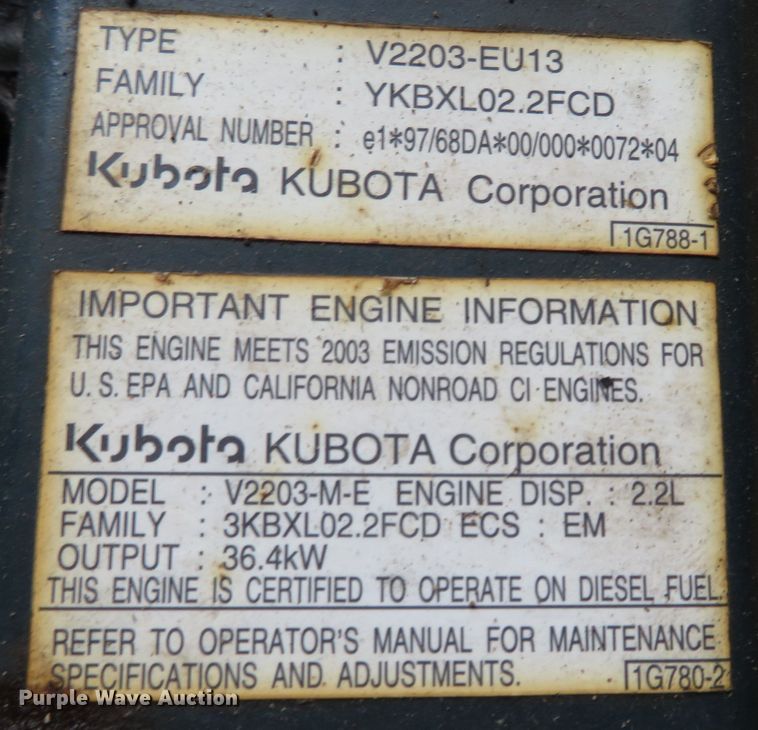 TYPE : V2203-EU13
FAMILY : YKBXL02.2FCD
APPROVAL NUMBER : e1*97/68DA*00/000*0072*04
Kubota KUBOTA Corporation
1G788-1
IMPORTANT ENGINE INFORMATION
THIS ENGINE MEETS 2003 EMISSION REGULATIONS FOR
U.S. EPA AND CALIFORNIA NONROAD CI ENGINES.
Kubota KUBOTA Corporation
MODEL : V2203-M-E ENGINE DISP. : 2.2L
FAMILY : 3KBXL02.2FCD ECS : EM
OUTPUT : 36.4kW
THIS ENGINE IS CERTIFIED TO OPERATE ON DIESEL FUEL.
REFER TO OPERATOR'S MANUAL FOR MAINTENANCE
SPECIFICATIONS AND ADJUSTMENTS.
1G780-2
Purple Wave Auction